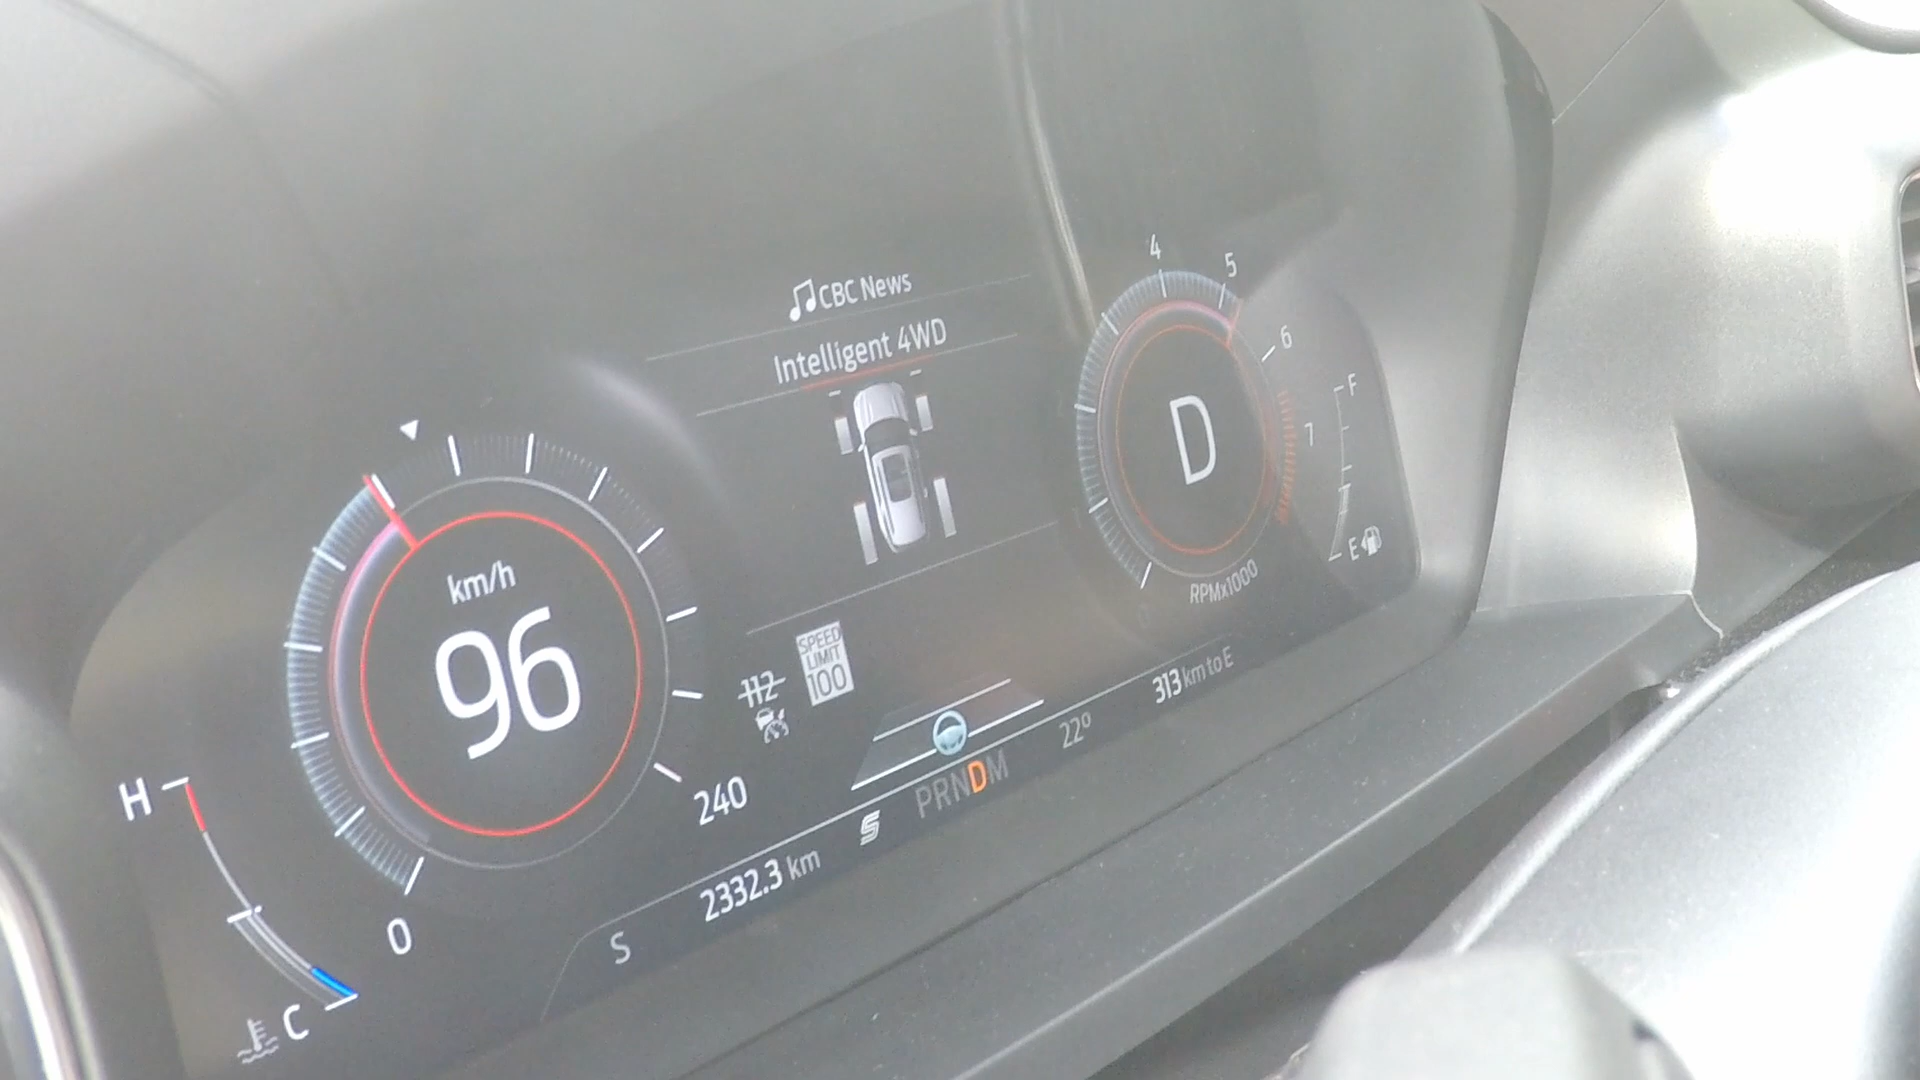 CBC News
Intelligent 4WD
4
5
6
7
D
RPMx1000
F
E
km/h
96
0
240
H
C
112
SPEED
LIMIT
100
PRNDM
22°
313 km to E
2332.3 km
S